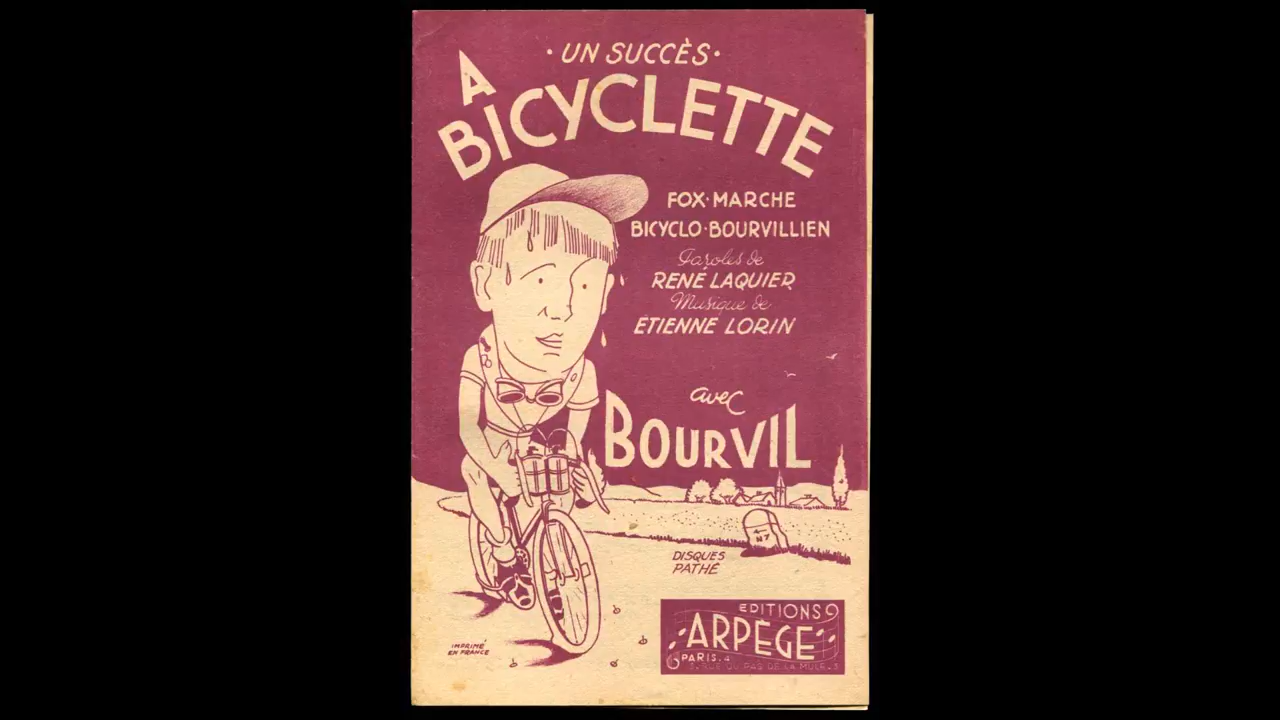 • UN SUCCÈS •
A
BICYCLETTE
FOX·MARCHE
BICYCLO·BOURVILLIEN
Paroles de
RENÉ LAQUIER
Musique de
ETIENNE LORIN
avec
BOURVIL
N7
DISQUES
PATHÉ
EDITIONS
ARPÈGE
PARIS.
3. RUE DU PAS DE LA MULE
IMPRIMÉ
EN FRANCE